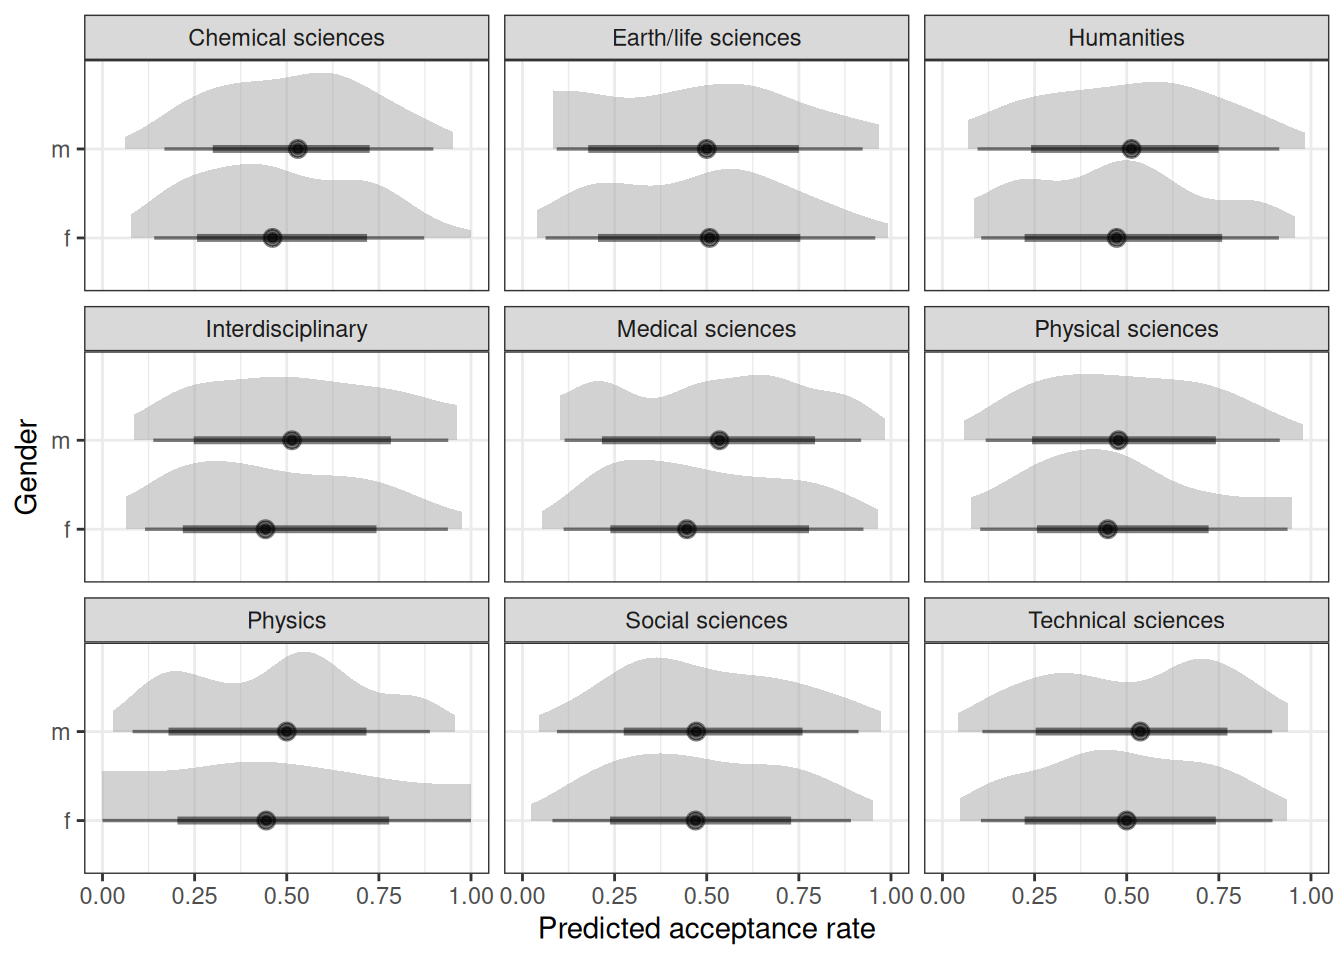 Chemical sciences Earth/life sciences Humanities
m
f
Interdisciplinary Medical sciences Physical sciences
Gender
m
f
Physics Social sciences Technical sciences
m
f
0.00 0.25 0.50 0.75 1.00 0.00 0.25 0.50 0.75 1.00 0.00 0.25 0.50 0.75 1.00
Predicted acceptance rate